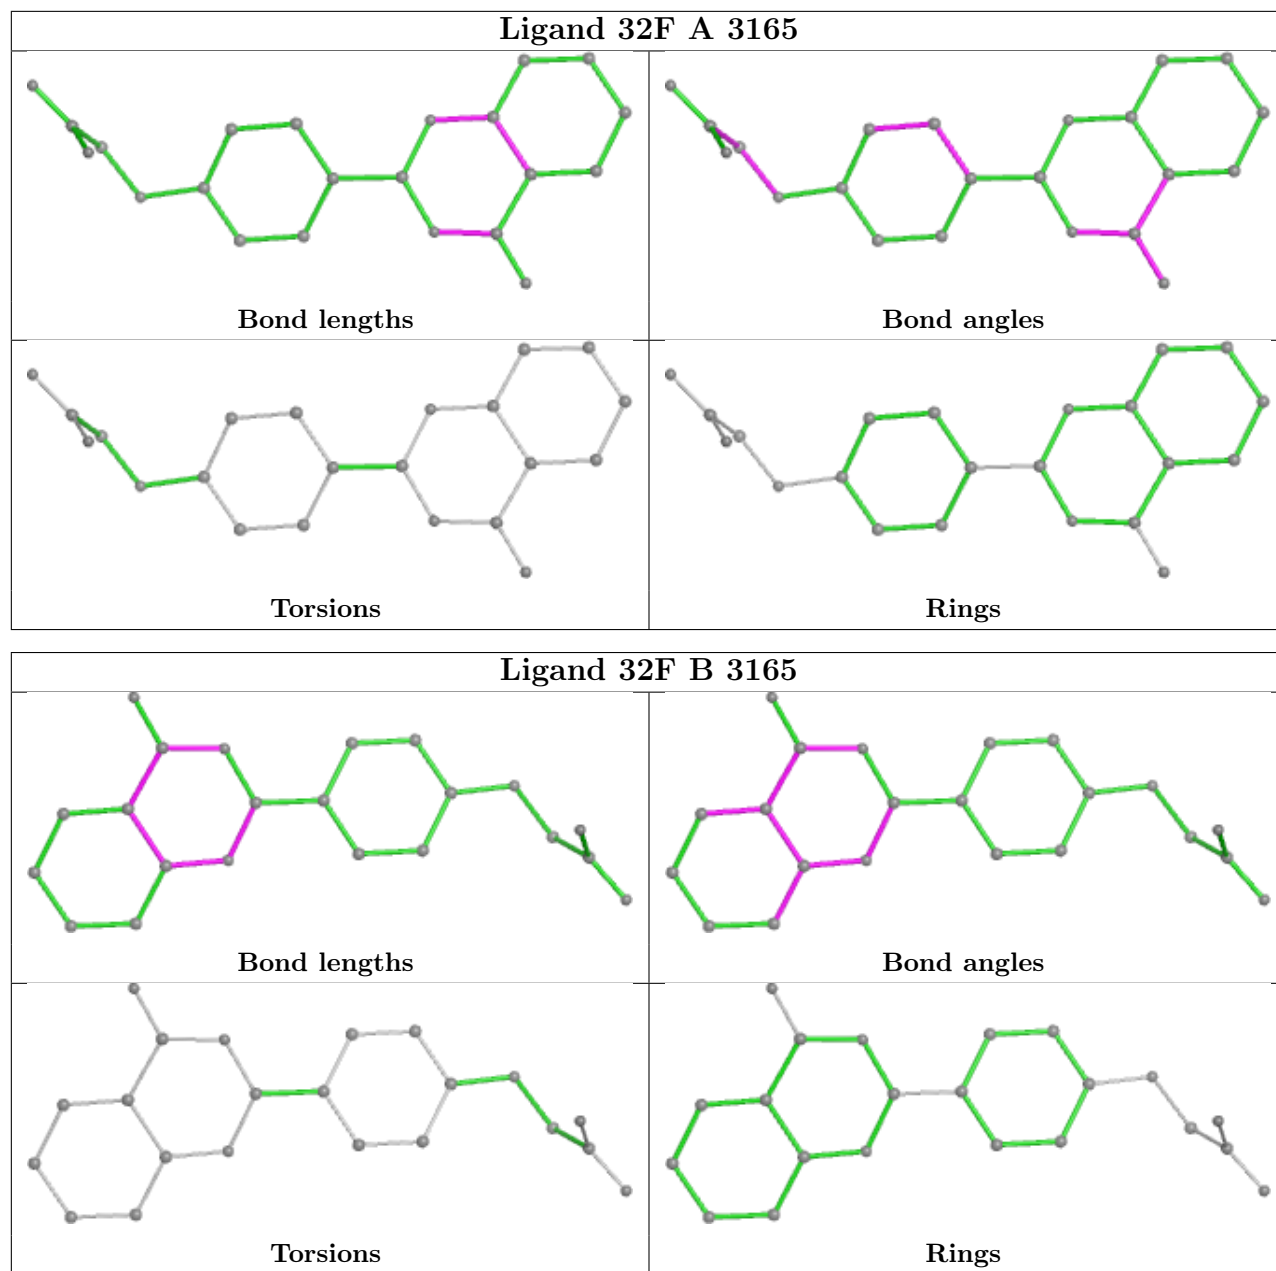 Ligand 32F A 3165
Bond lengths
Bond angles
Torsions
Rings
Ligand 32F B 3165
Bond lengths
Bond angles
Torsions
Rings